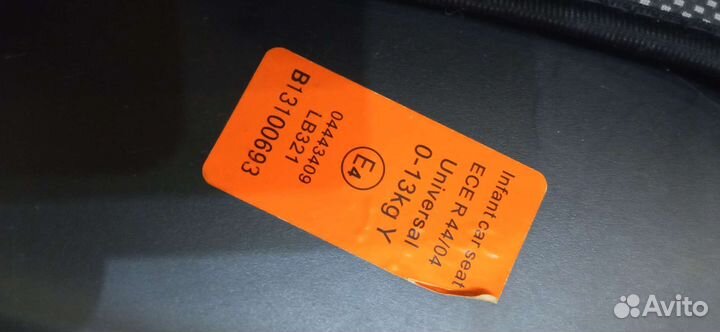 Infant car seat
ECE R 44/04
Universal
0-13kg Y
E4
04443409
LB321
B13100693
Avito